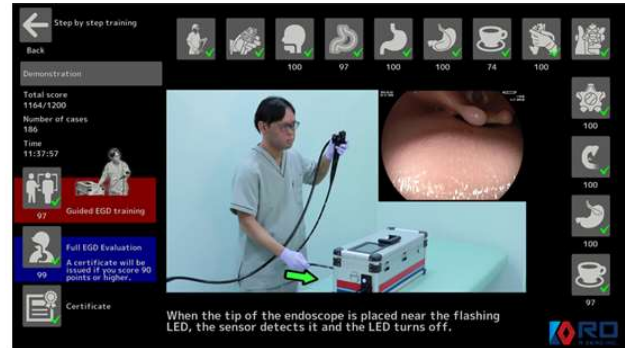 Step by step training
Back
100
97
100
100
74
100
Demonstration
Total score
1164/1200
Number of cases
186
Time
11:37:57
97
Guided EGD training
Full EGD Evaluation
A certificate will be
issued if you score 90
points or higher.
99
Certificate
100
100
100
97
When the tip of the endoscope is placed near the flashing
LED, the sensor detects it and the LED turns off.